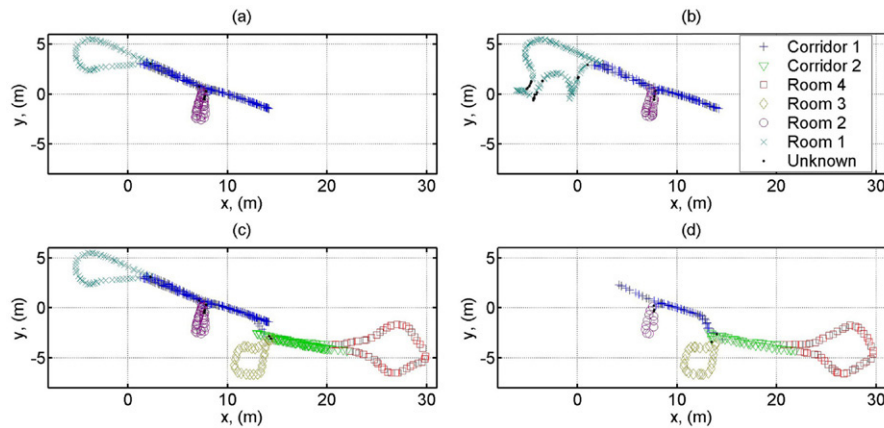 (a)
5
0
-5
y, (m)
0
10
20
30
x, (m)
(b)
5
0
-5
y, (m)
0
10
20
30
x, (m)
Corridor 1
Corridor 2
Room 4
Room 3
Room 2
Room 1
Unknown
(c)
5
0
-5
y, (m)
0
10
20
30
x, (m)
(d)
5
0
-5
y, (m)
0
10
20
30
x, (m)